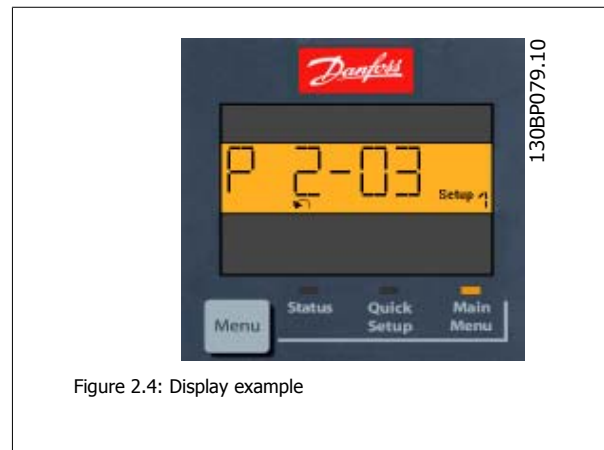 Danfoss
130BP079.10
P 2-03
Setup 1
Menu
Status
Quick Setup
Main Menu
Figure 2.4: Display example